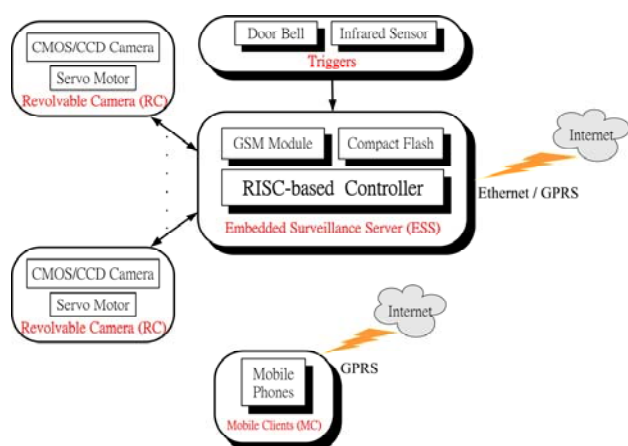 CMOS/CCD Camera
Servo Motor
Revolvable Camera (RC)
Door Bell
Infrared Sensor
Triggers
GSM Module
Compact Flash
RISC-based Controller
Embedded Surveillance Server (ESS)
Internet
Ethernet / GPRS
CMOS/CCD Camera
Servo Motor
Revolvable Camera (RC)
Mobile
Phones
Mobile Clients (MC)
Internet
GPRS